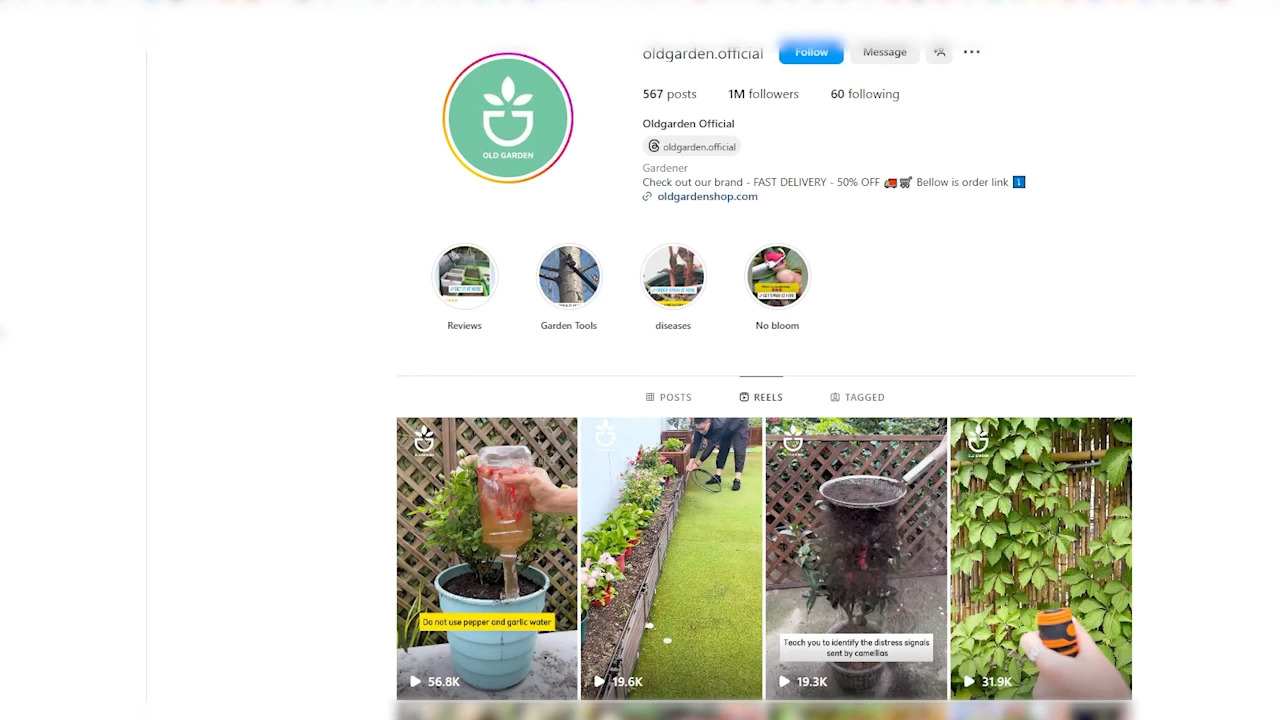 oldgarden.official
Follow
Message
567 posts
1M followers
60 following
OLD GARDEN
Oldgarden Official
oldgarden.official
Gardener
Check out our brand - FAST DELIVERY - 50% OFF 🚚🛒 Bellow is order link ⤵️
oldgardenshop.com
Reviews
Garden Tools
diseases
No bloom
POSTS
REELS
TAGGED
Do not use pepper and garlic water
Teach you to identify the distress signals
sent by camellias
56.8K
19.6K
19.3K
31.9K